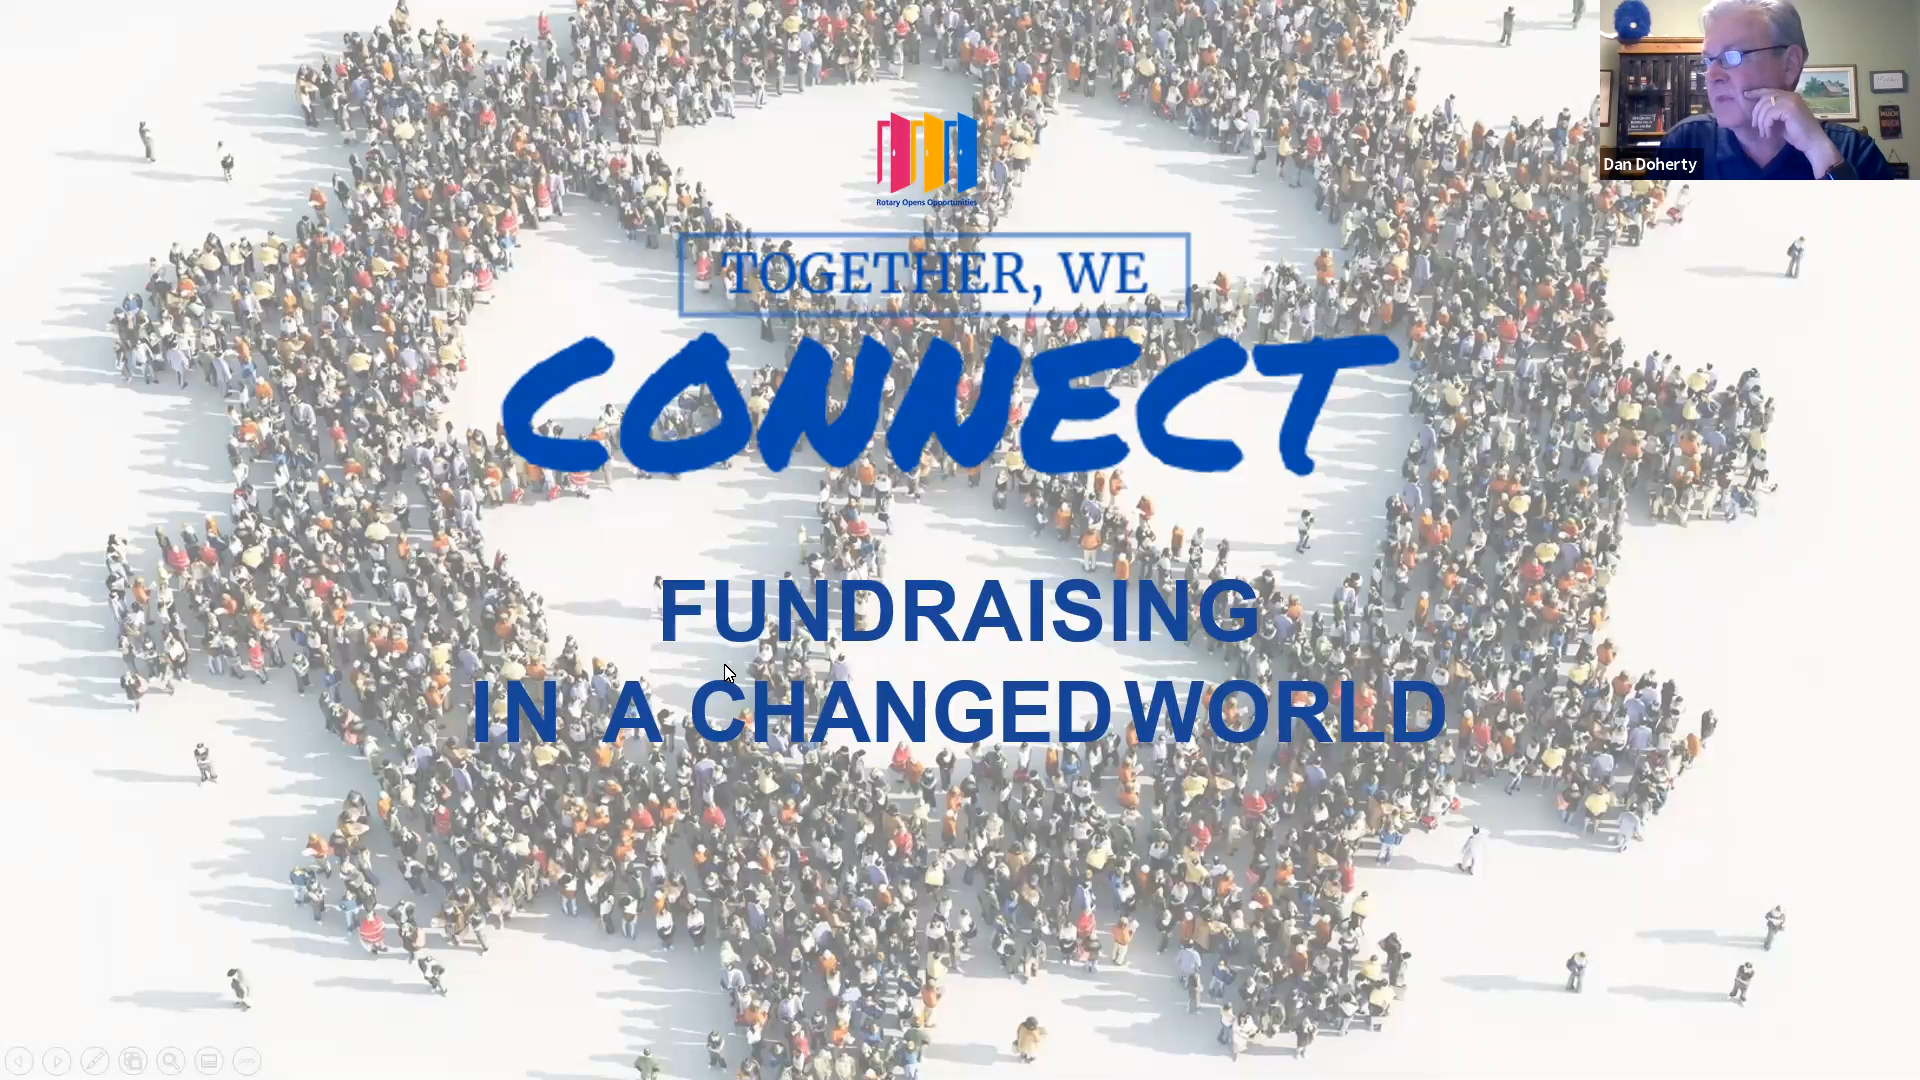 Rotary Opens Opportunities
TOGETHER, WE
CONNECT
FUNDRAISING
IN A CHANGED WORLD
Dan Doherty